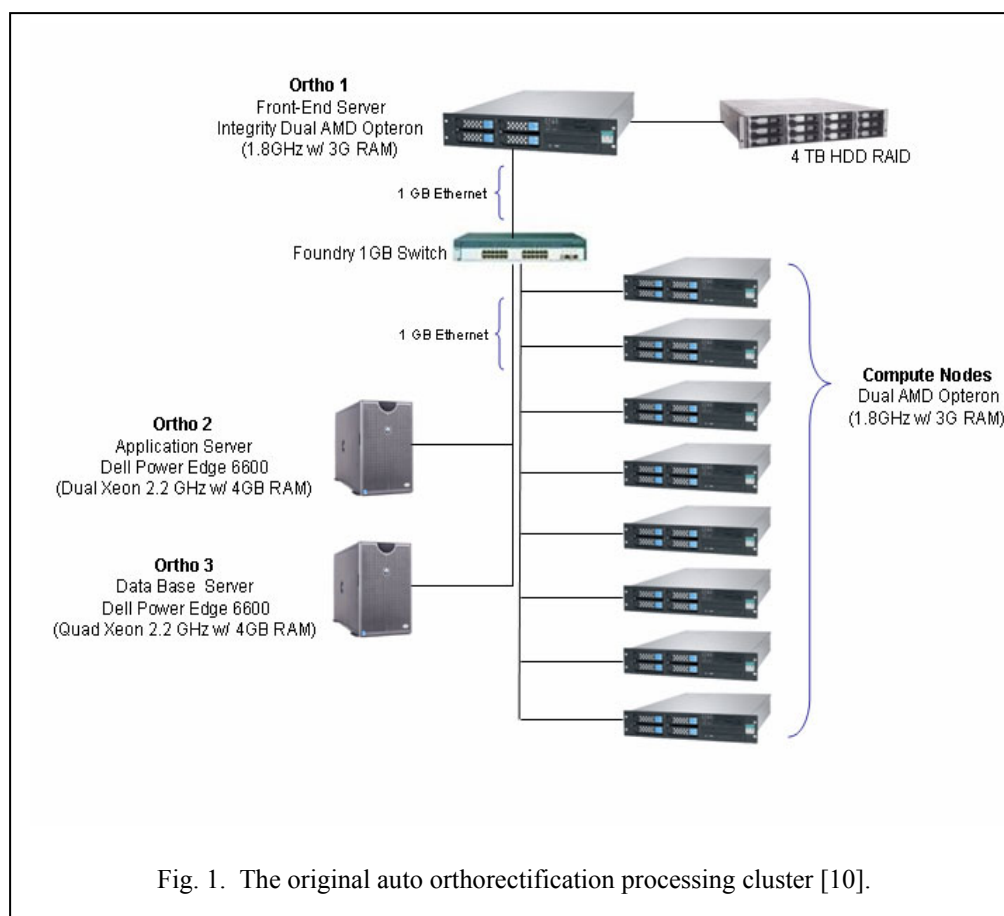 Ortho 1
Front-End Server
Integrity Dual AMD Opteron
(1.8GHz w/ 3G RAM)
4 TB HDD RAID
1 GB Ethernet
Foundry 1GB Switch
1 GB Ethernet
Compute Nodes
Dual AMD Opteron
(1.8GHz w/ 3G RAM)
Ortho 2
Application Server
Dell Power Edge 6600
(Dual Xeon 2.2 GHz w/ 4GB RAM)
Ortho 3
Data Base Server
Dell Power Edge 6600
(Quad Xeon 2.2 GHz w/ 4GB RAM)
Fig. 1. The original auto orthorectification processing cluster [10].